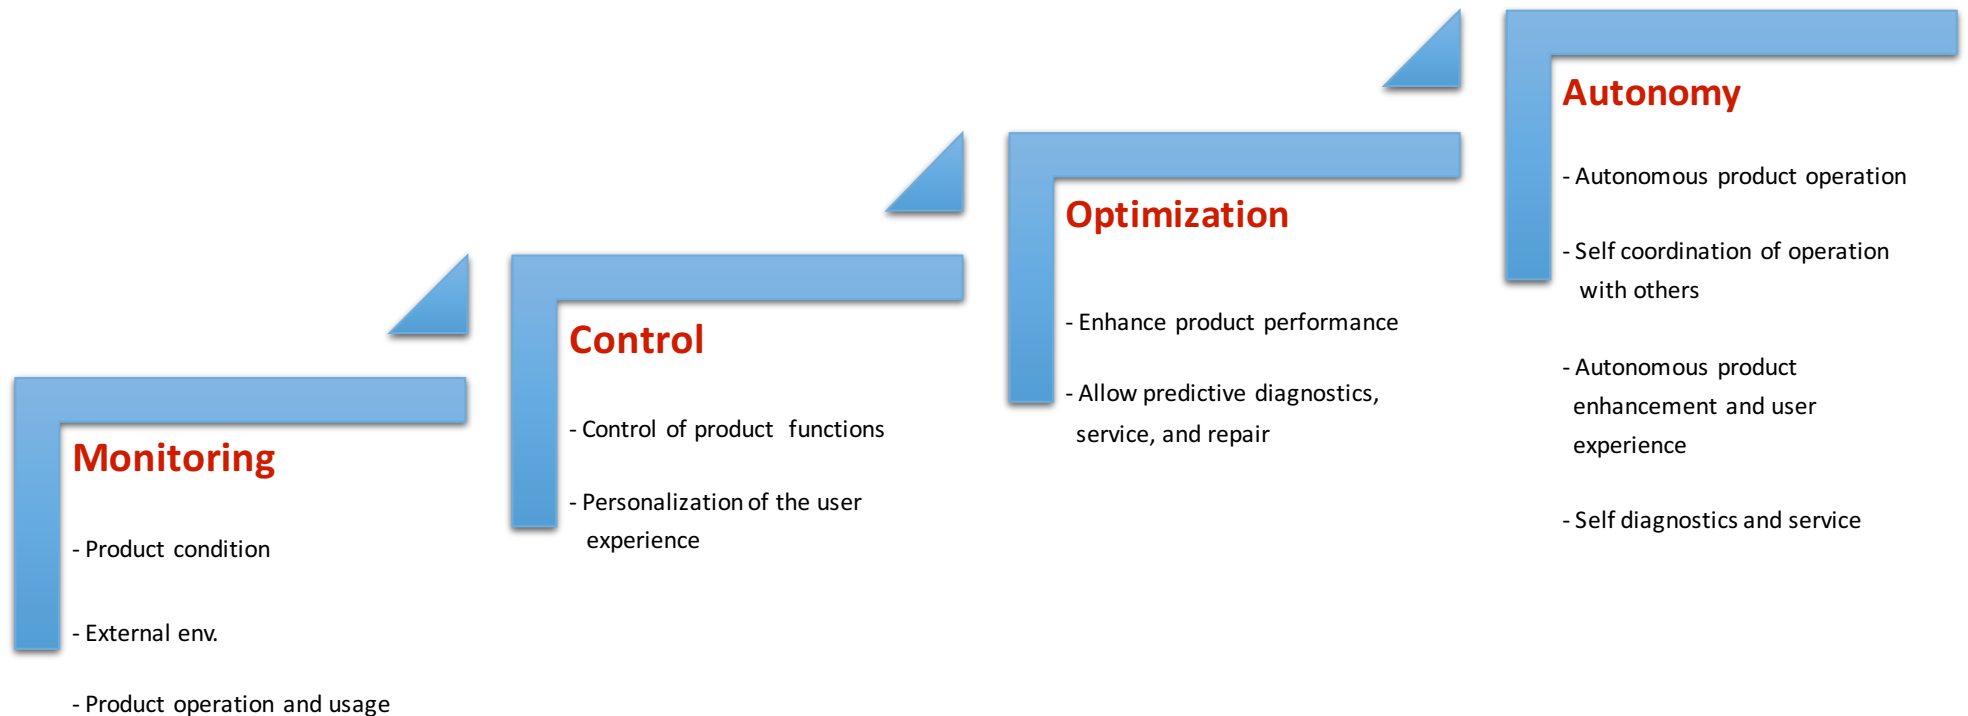 Monitoring
- Product condition
- External env.
- Product operation and usage
Control
- Control of product functions
- Personalization of the user
experience
Optimization
- Enhance product performance
- Allow predictive diagnostics,
service, and repair
Autonomy
- Autonomous product operation
- Self coordination of operation
with others
- Autonomous product
enhancement and user
experience
- Self diagnostics and service